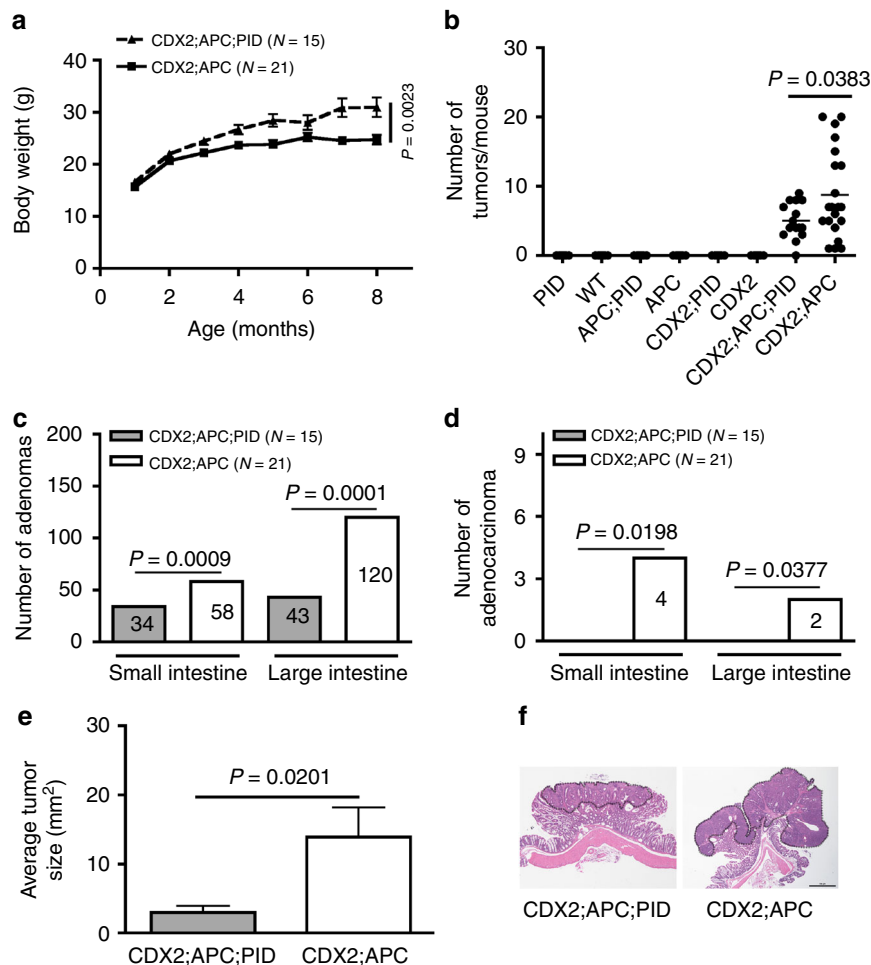 a
CDX2;APC;PID (N = 15)
CDX2;APC (N = 21)
40
30
20
10
0
Body weight (g)
P = 0.0023
0 2 4 6 8
Age (months)
b
30
20
10
0
Number of
tumors/mouse
P = 0.0383
PID
WT
APC;PID
APC
CDX2;PID
CDX2
CDX2;APC;PID
CDX2;APC
c
CDX2;APC;PID (N = 15)
CDX2;APC (N = 21)
200
150
100
50
0
Number of adenomas
P = 0.0009
P = 0.0001
34
58
43
120
Small intestine Large intestine
d
CDX2;APC;PID (N = 15)
CDX2;APC (N = 21)
9
6
3
0
Number of
adenocarcinoma
P = 0.0198
P = 0.0377
4
2
Small intestine Large intestine
e
30
20
10
0
Average tumor
size (mm²)
P = 0.0201
CDX2;APC;PID CDX2;APC
f
CDX2;APC;PID CDX2;APC